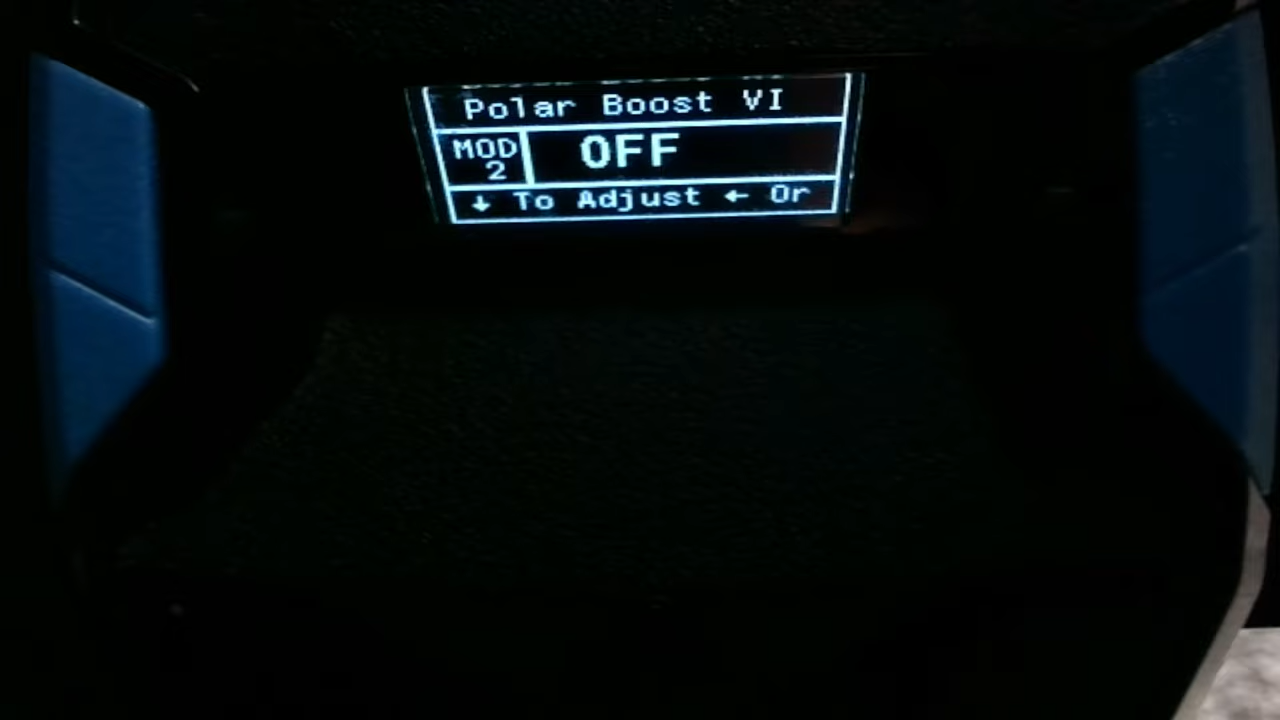 Polar Boost VI
MOD 2
OFF
↓ To Adjust ← Or